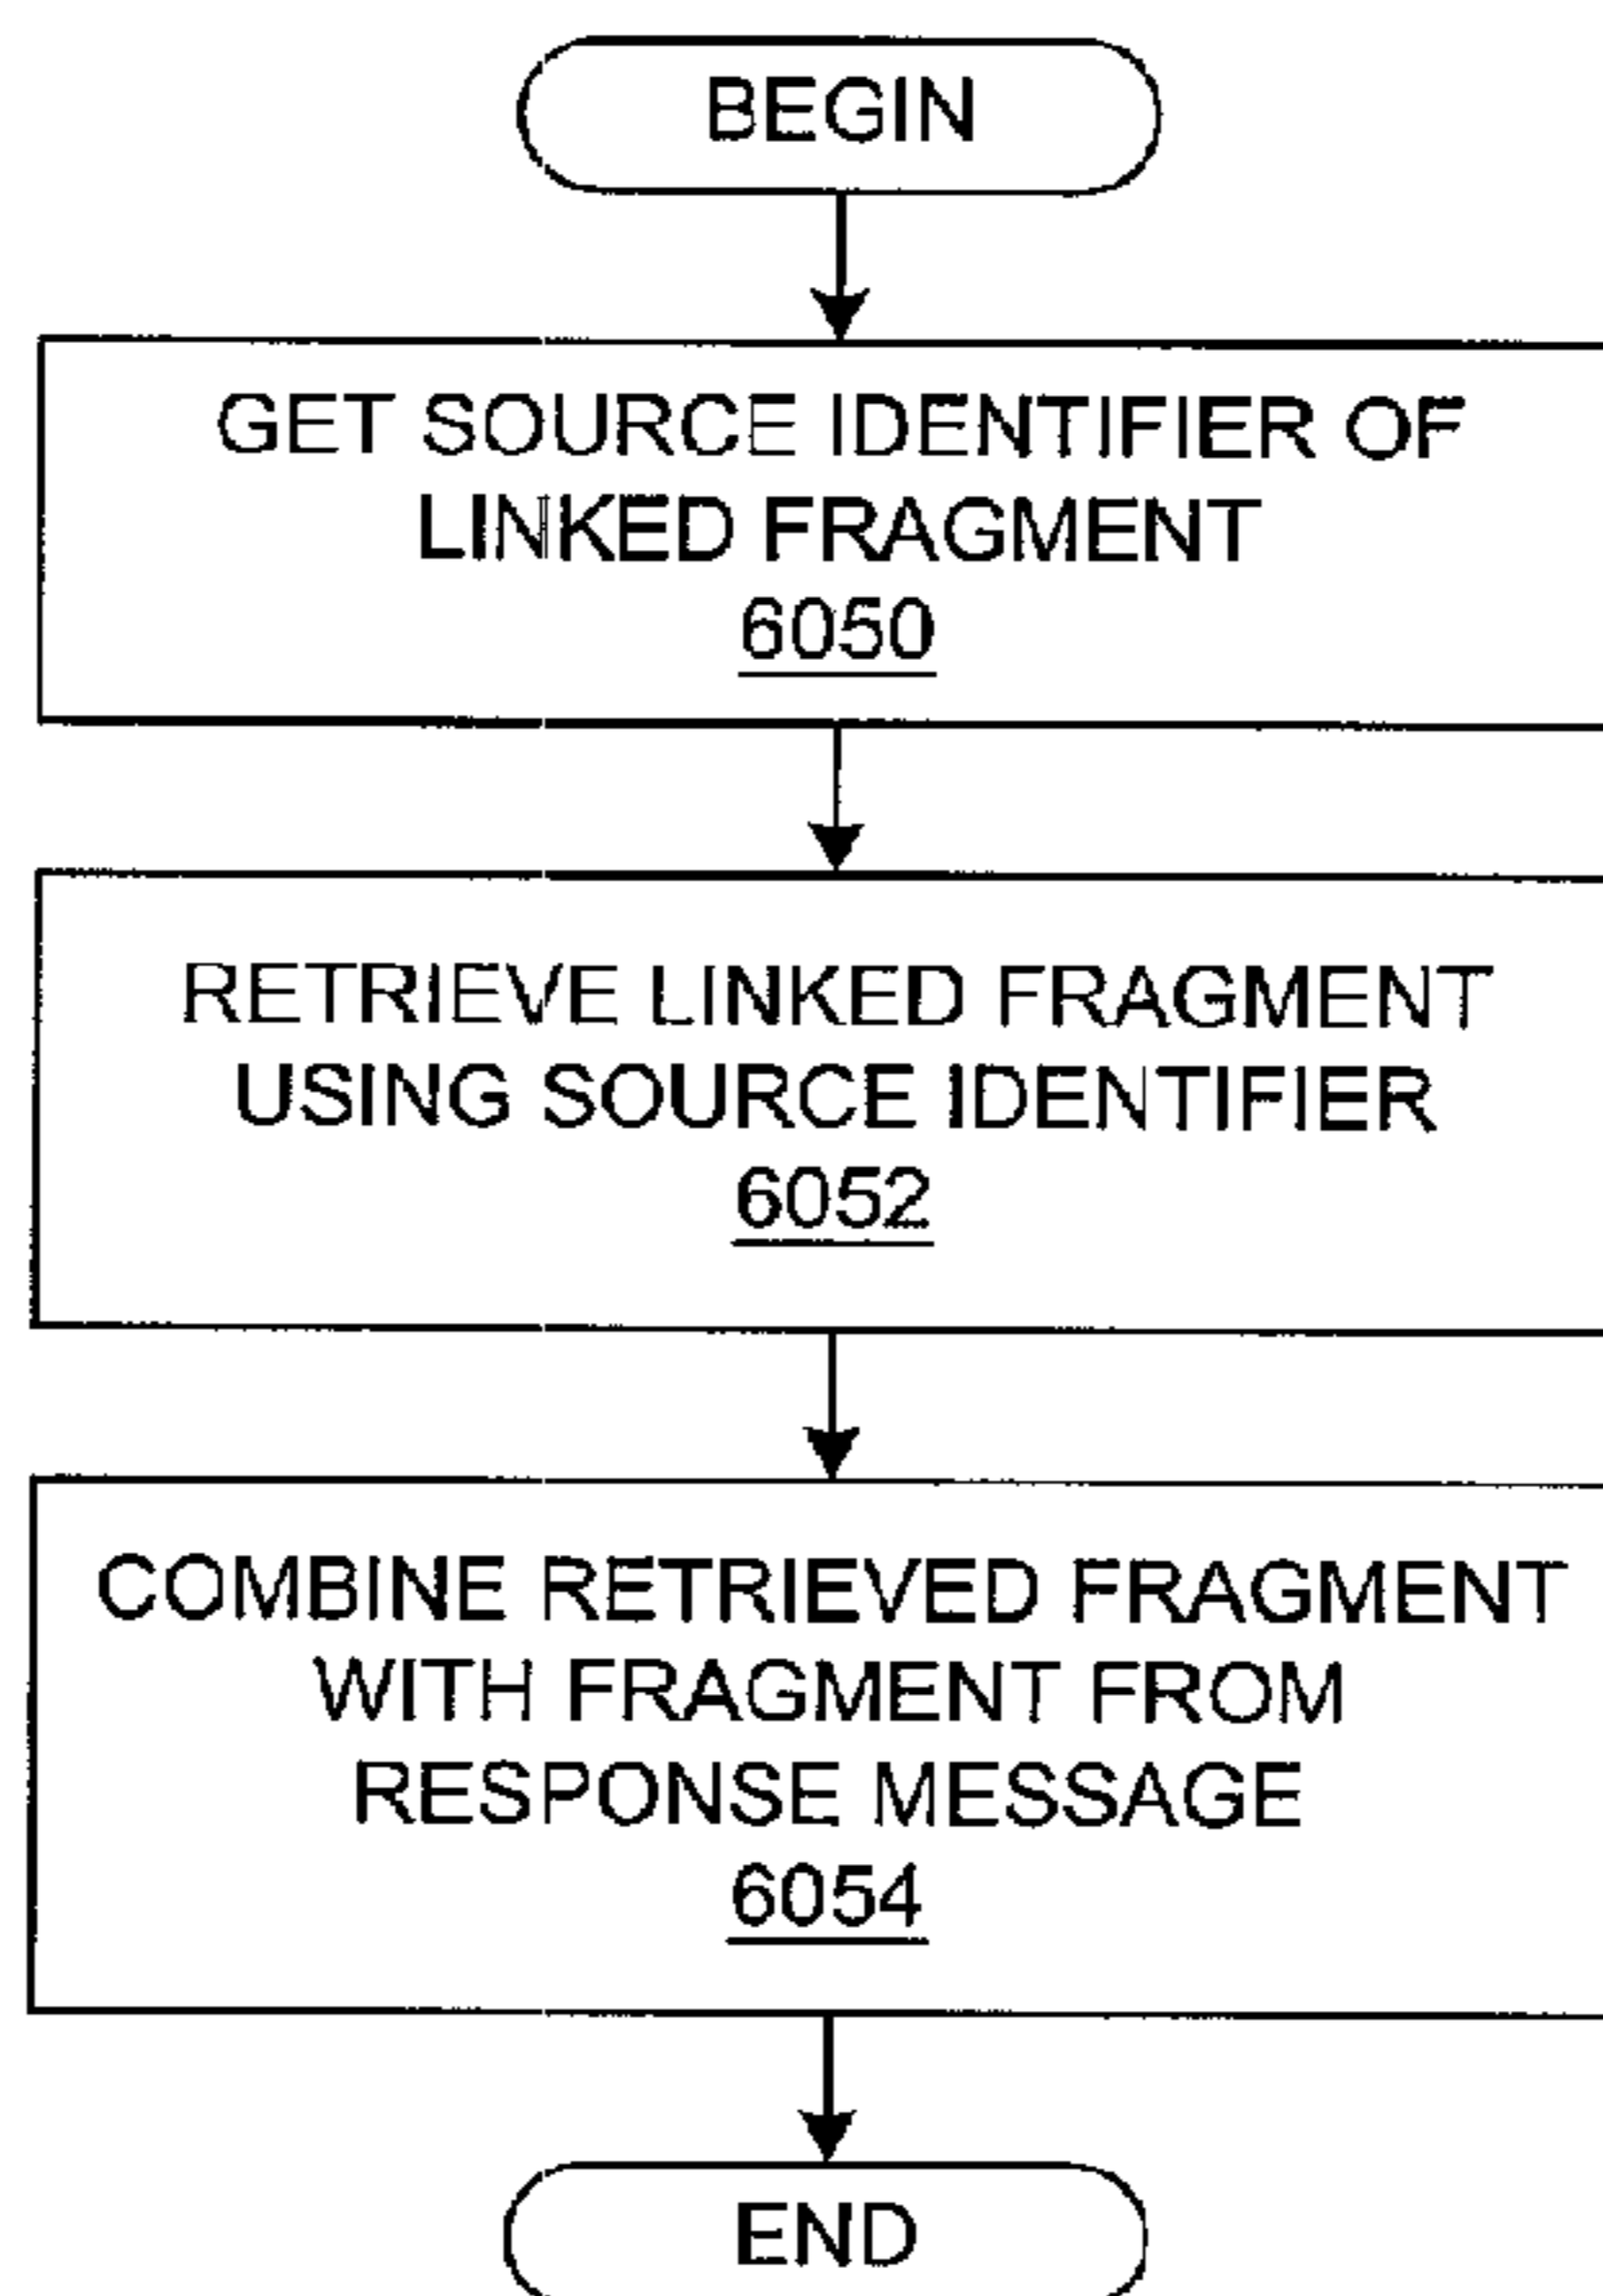 BEGIN
GET SOURCE IDENTIFIER OF
LINKED FRAGMENT
6050
RETRIEVE LINKED FRAGMENT
USING SOURCE IDENTIFIER
6052
COMBINE RETRIEVED FRAGMENT
WITH FRAGMENT FROM
RESPONSE MESSAGE
6054
END